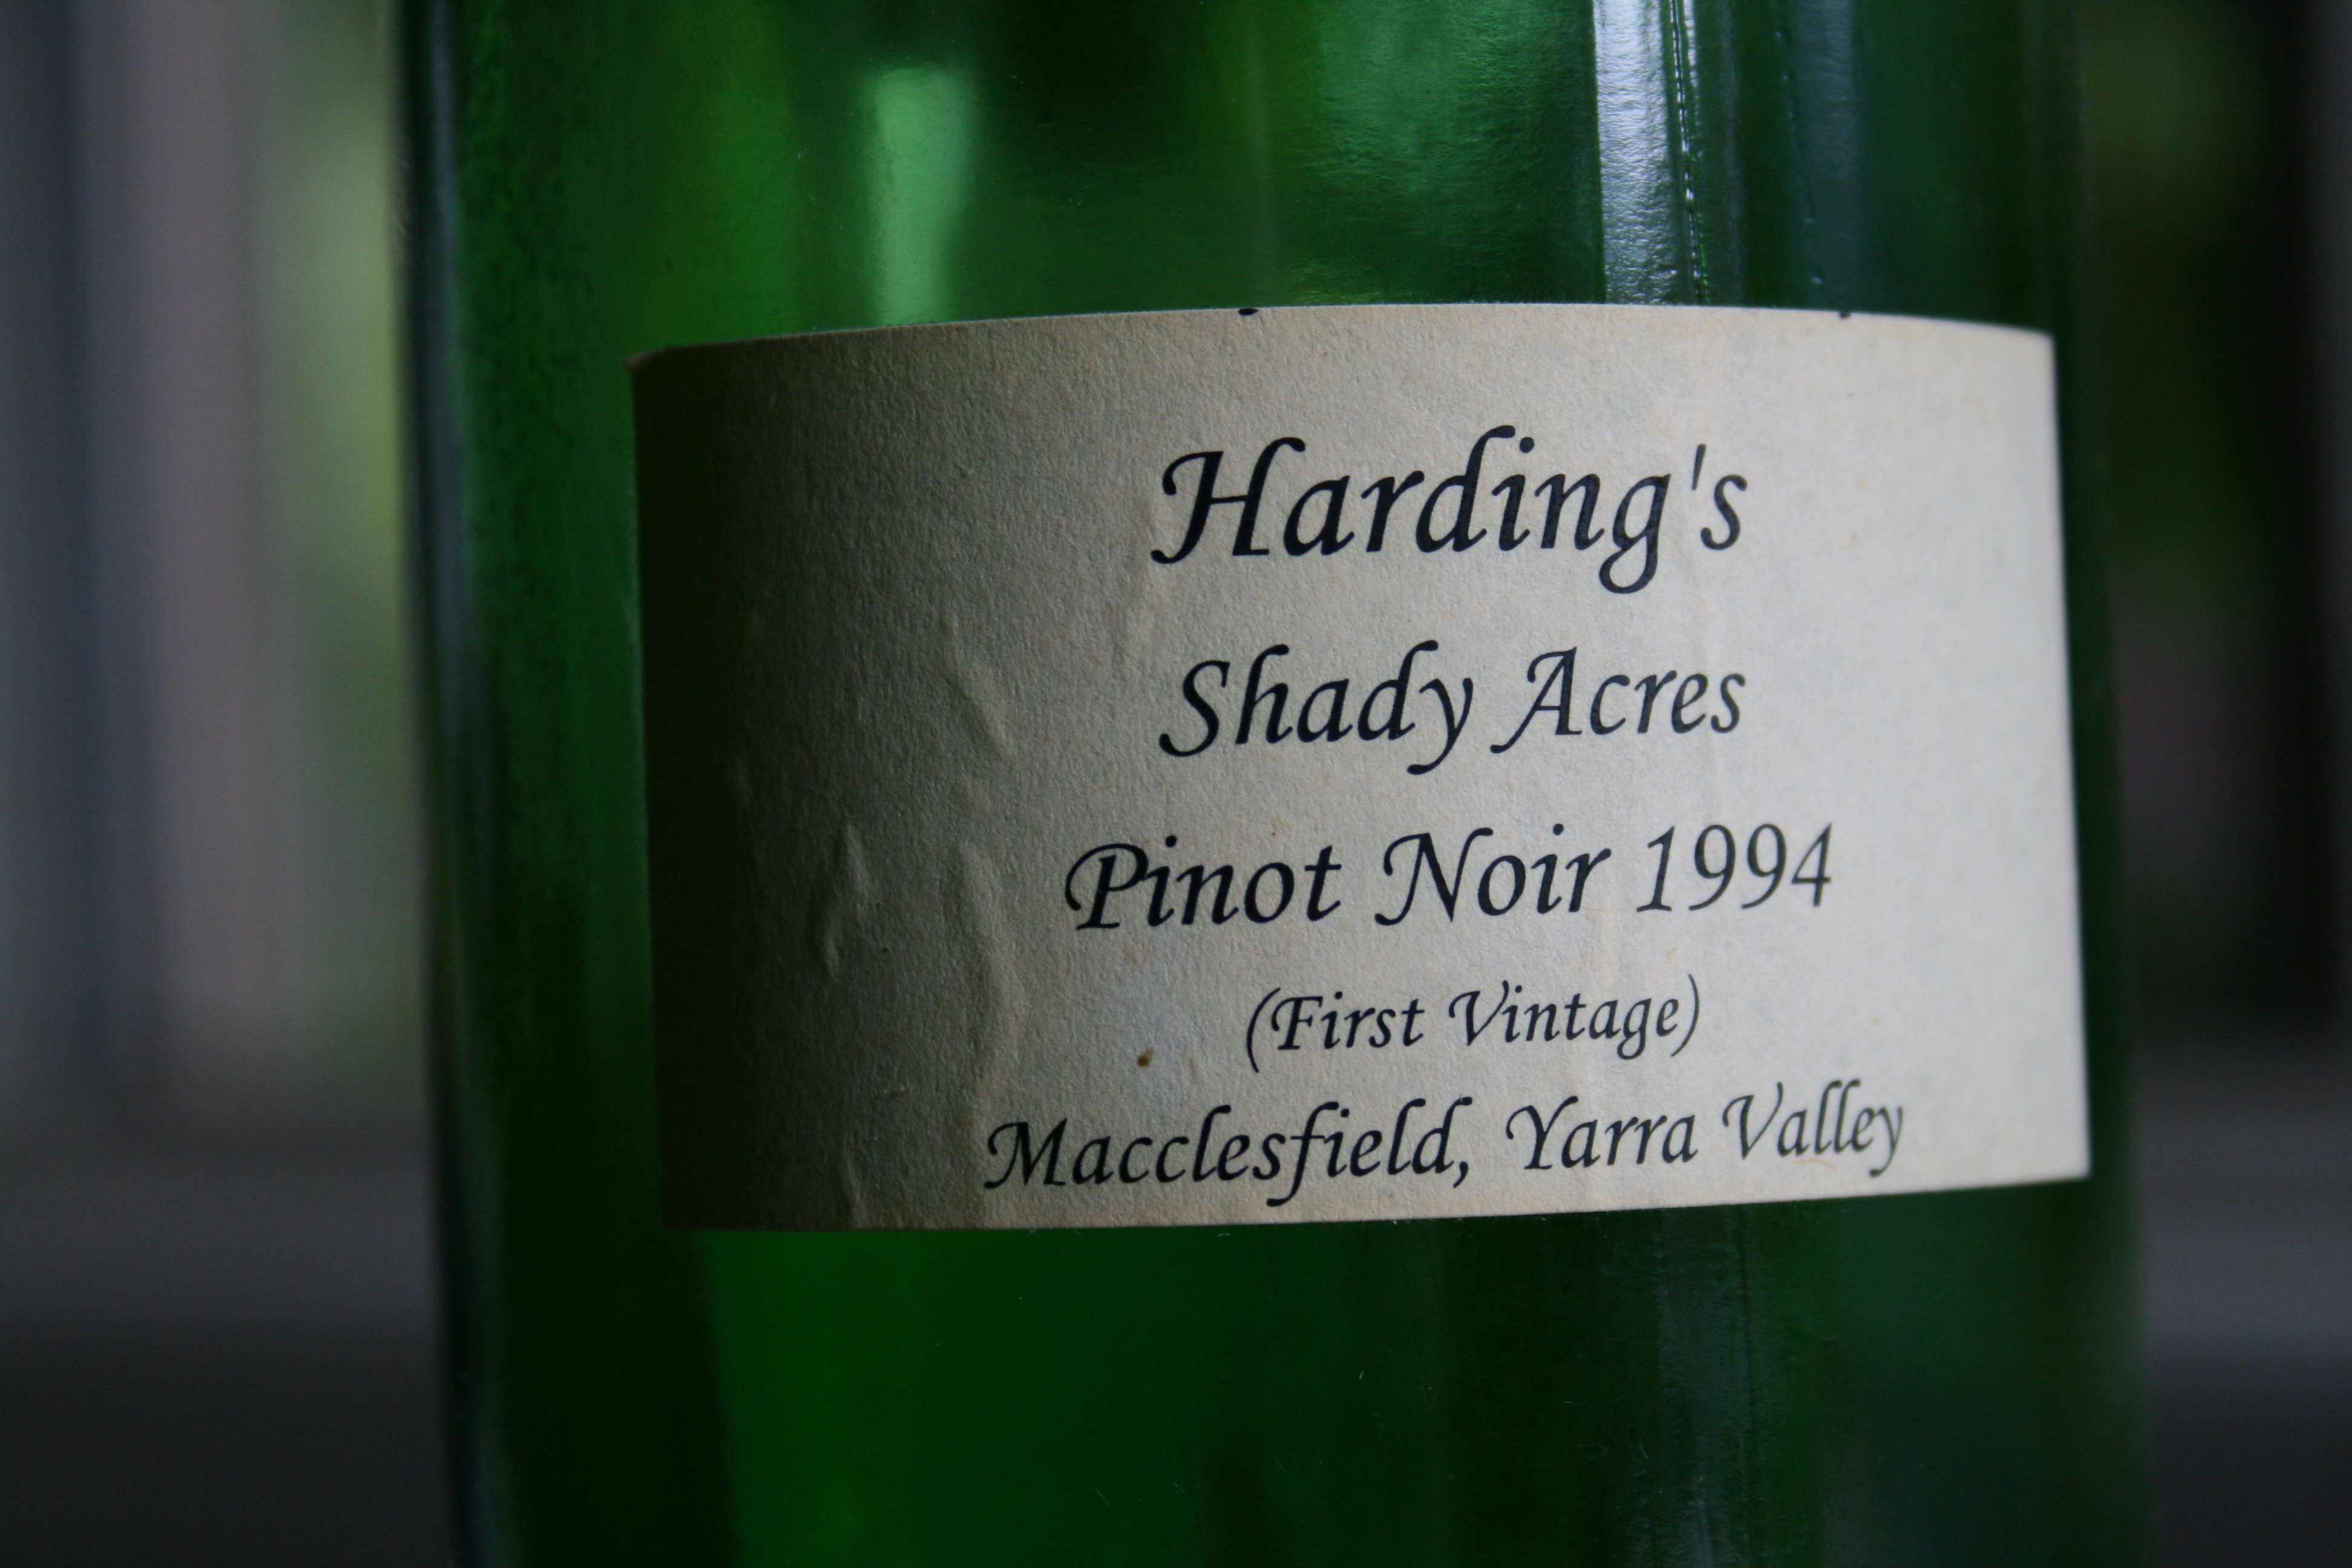 Harding's
Shady Acres
Pinot Noir 1994
(First Vintage)
Macclesfield, Yarra Valley